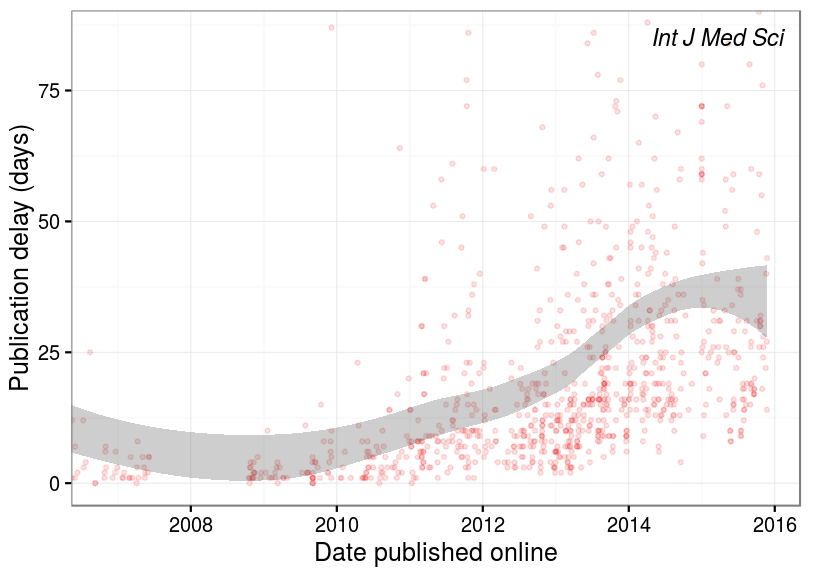 Int J Med Sci
Publication delay (days)
75
50
25
0
2008 2010 2012 2014 2016
Date published online